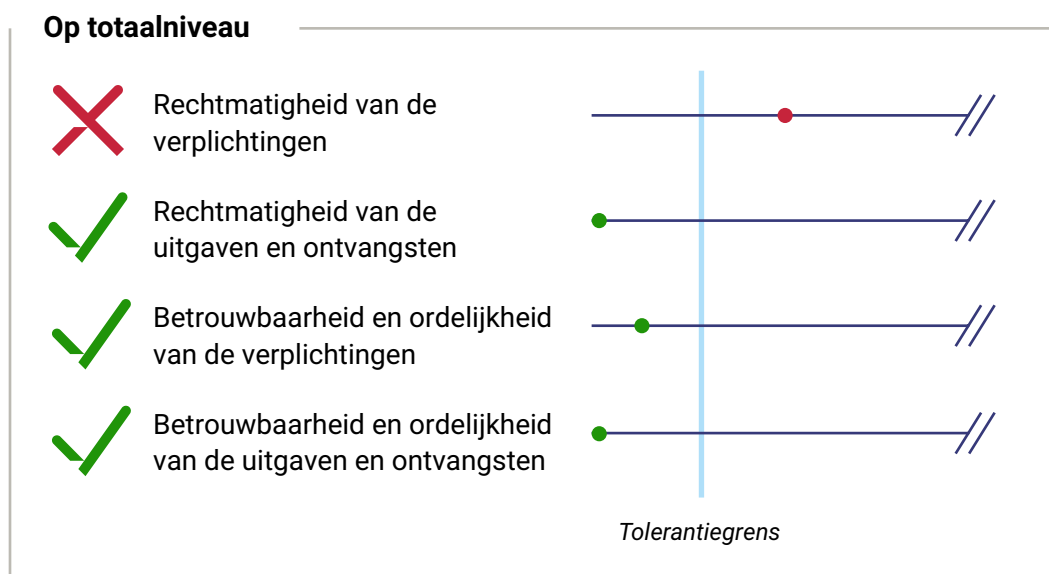 Op totaalniveau
Rechtmatigheid van de
verplichtingen
Rechtmatigheid van de
uitgaven en ontvangsten
Betrouwbaarheid en ordelijkheid
van de verplichtingen
Betrouwbaarheid en ordelijkheid
van de uitgaven en ontvangsten
Tolerantiegrens